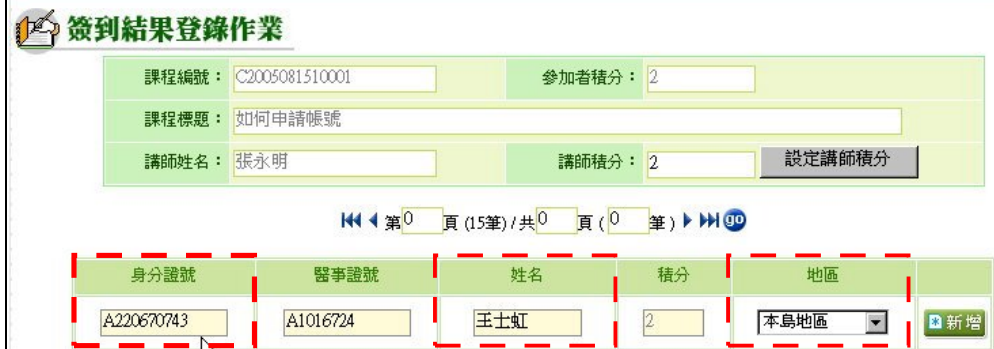 簽到結果登錄作業
課程編號： C2005081510001 參加者積分： 2
課程標題： 如何申請帳號
講師姓名： 張永明 講師積分： 2 設定講師積分
第 0 頁 (15筆) / 共 0 頁 ( 0 筆 ) go
身分證號 醫事證號 姓名 積分 地區
A220670743 A1016724 王士虹 2 本島地區 新增